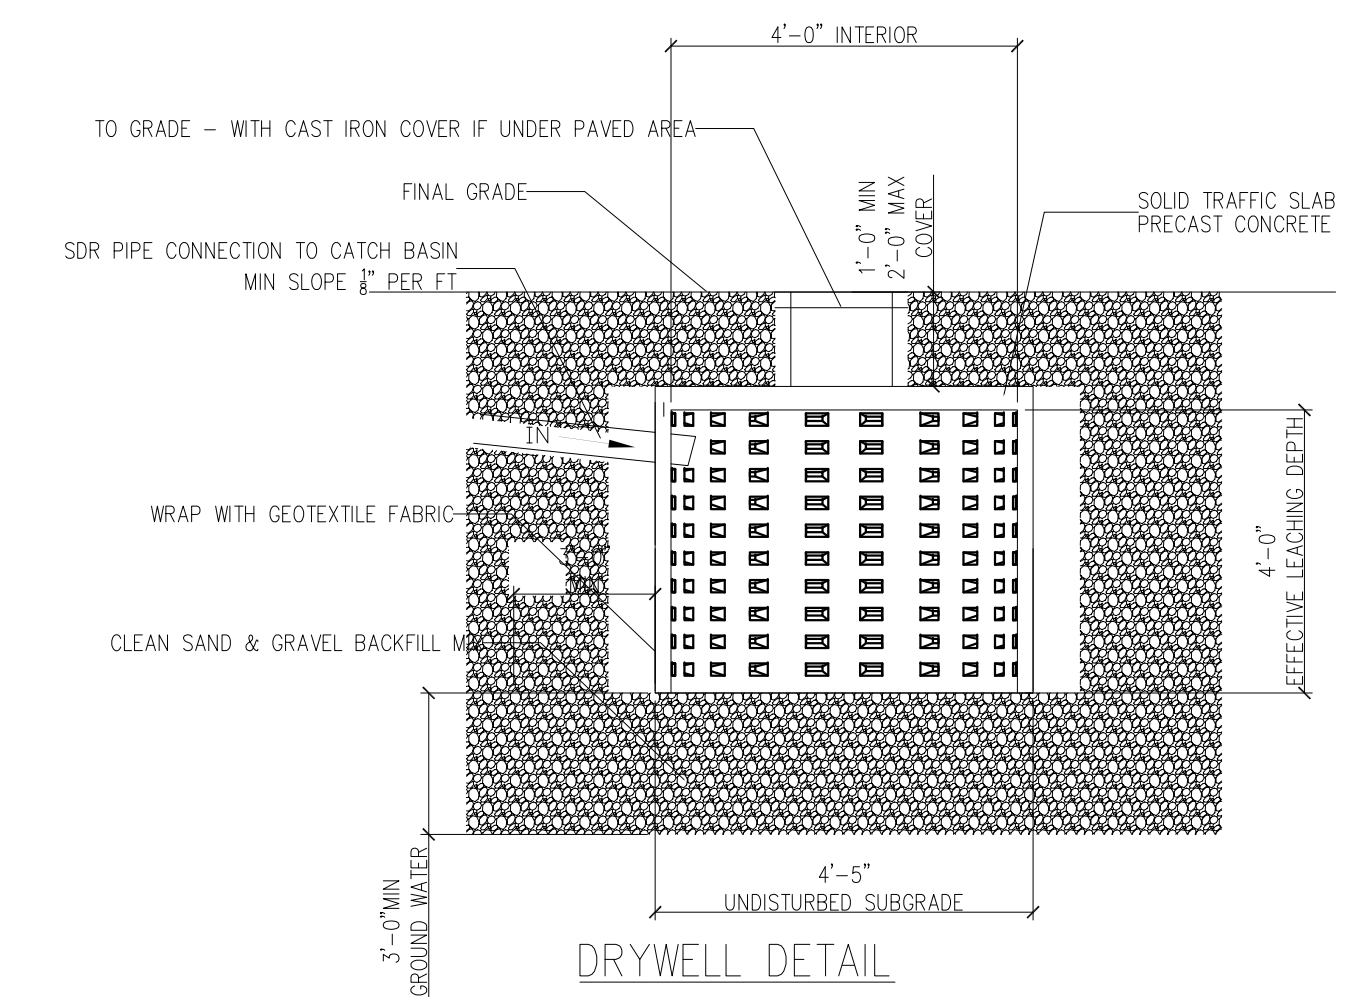 4'-0" INTERIOR
TO GRADE - WITH CAST IRON COVER IF UNDER PAVED AREA
FINAL GRADE
1'-0" MIN
2'-0" MAX
COVER
SOLID TRAFFIC SLAB
PRECAST CONCRETE
SDR PIPE CONNECTION TO CATCH BASIN
MIN SLOPE 1/8" PER FT
IN
WRAP WITH GEOTEXTILE FABRIC
3'-0"
MIN
4'-0"
EFFECTIVE LEACHING DEPTH
CLEAN SAND & GRAVEL BACKFILL MIX
3'-0"MIN
GROUND WATER
4'-5"
UNDISTURBED SUBGRADE
DRYWELL DETAIL